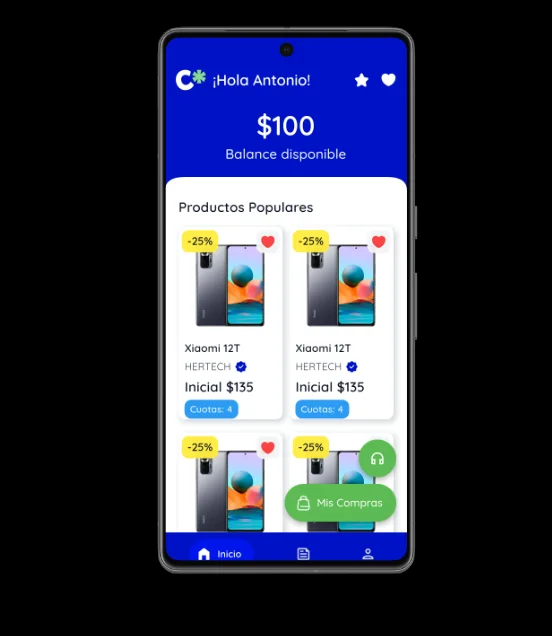 C* ¡Hola Antonio!
$100
Balance disponible
Productos Populares
-25%
-25%
Xiaomi 12T
Xiaomi 12T
HERTECH
HERTECH
Inicial $135
Inicial $135
Cuotas: 4
Cuotas: 4
-25%
-25%
Mis Compras
Inicio